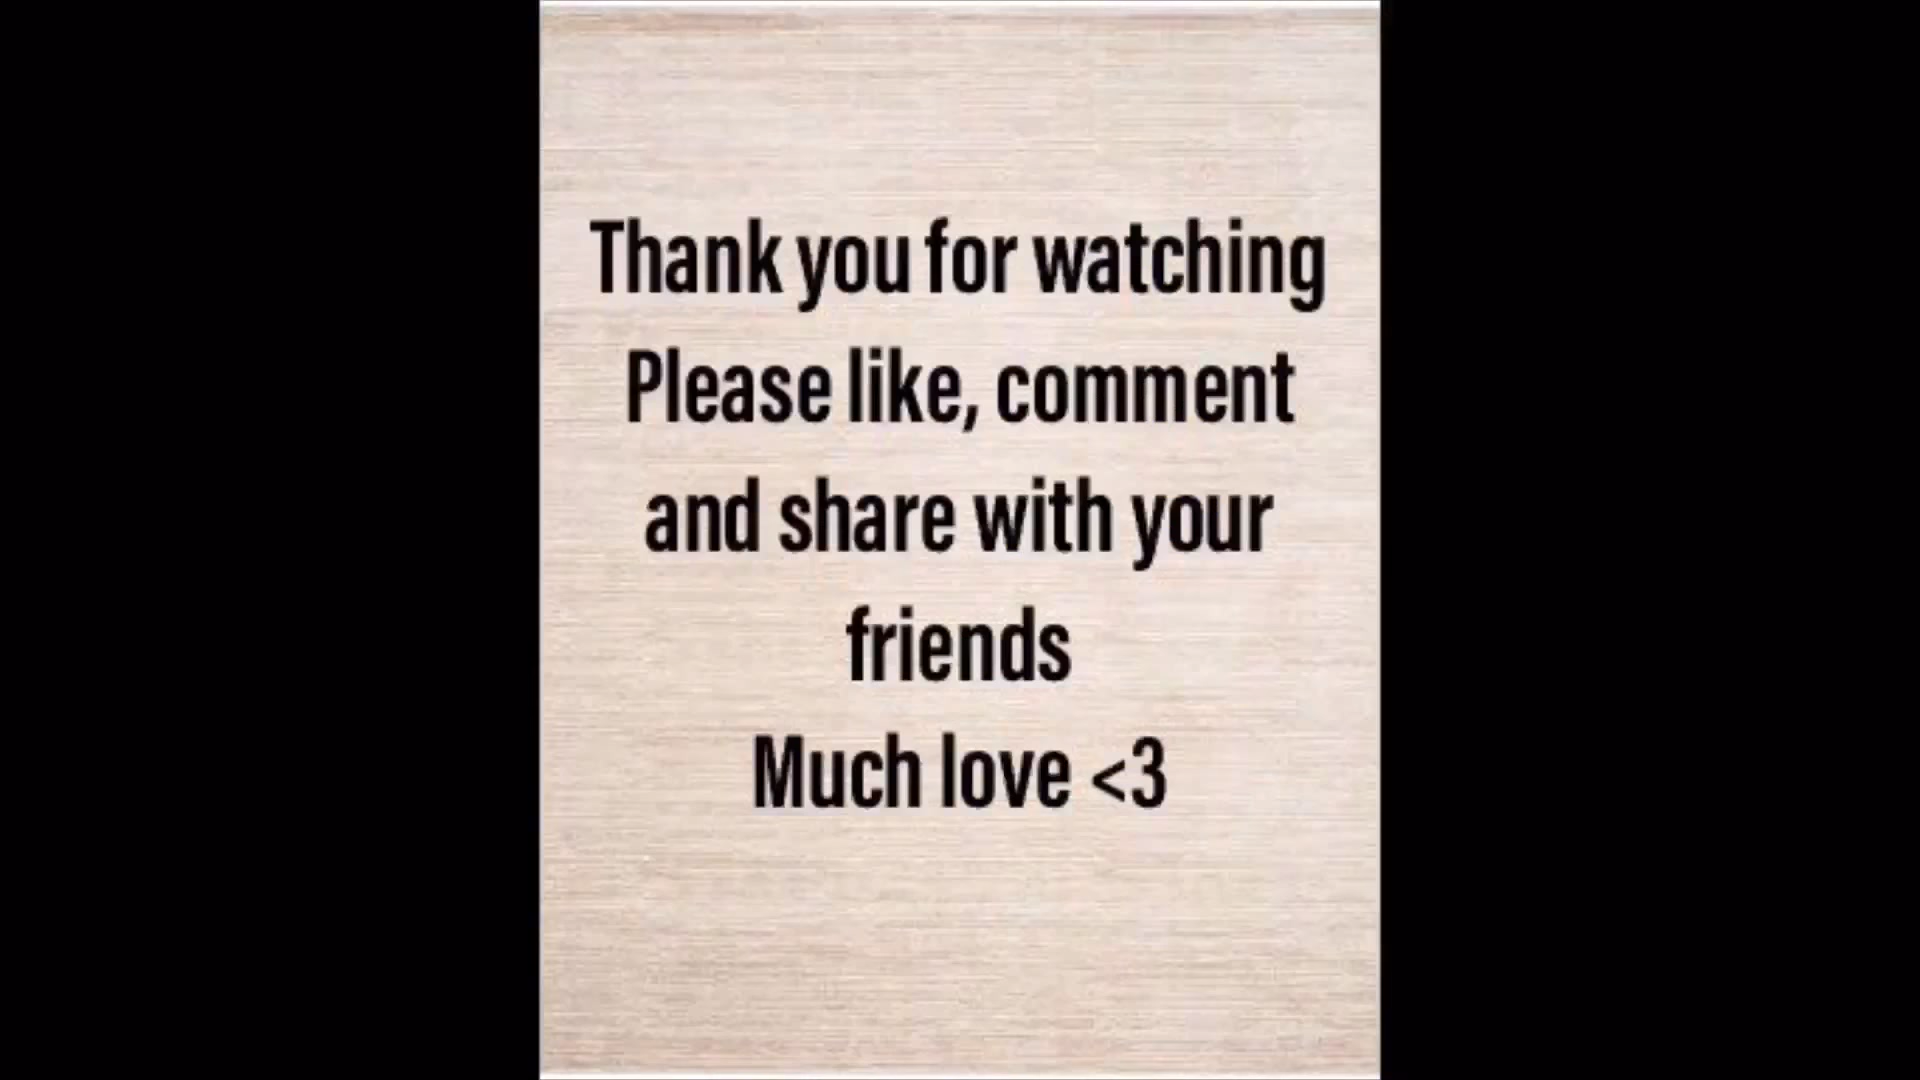 Thank you for watching
Please like, comment
and share with your
friends
Much love <3